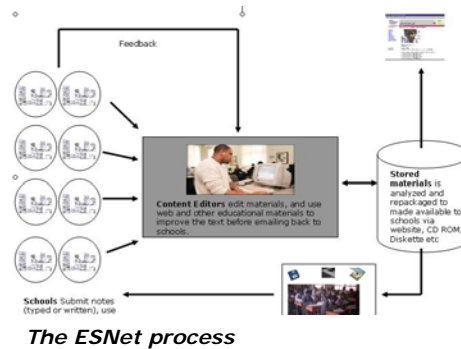 Feedback
Content Editors edit materials, and use
web and other educational materials to
improve the text before emailing back to
schools.
Stored
materials is
analyzed and
repackaged to
made available to
schools via
website, CD ROM,
Diskette etc
Schools Submit notes
(typed or written), use
The ESNet process